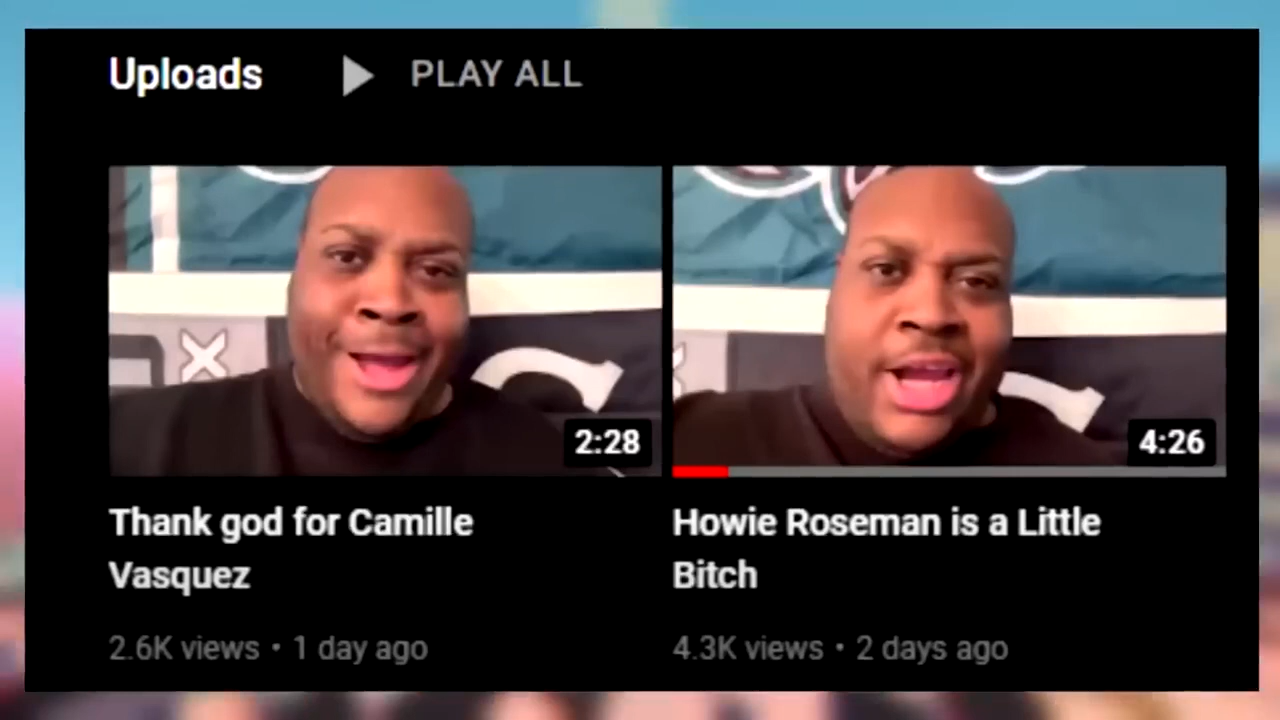 Uploads PLAY ALL
2:28
4:26
Thank god for Camille
Vasquez
2.6K views • 1 day ago
Howie Roseman is a Little
Bitch
4.3K views • 2 days ago